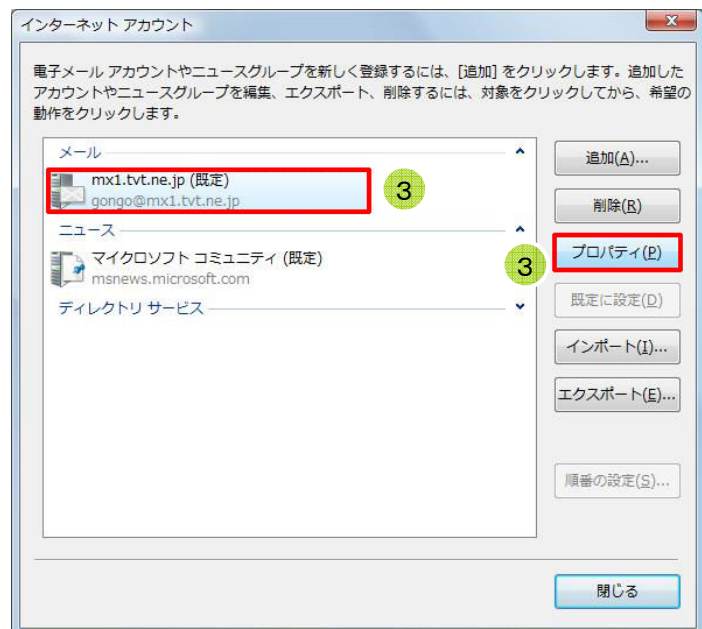 インターネット アカウント
電子メール アカウントやニュースグループを新しく登録するには、[追加] をクリックします。追加した
アカウントやニュースグループを編集、エクスポート、削除するには、対象をクリックしてから、希望の
動作をクリックします。
メール
mx1.tvt.ne.jp (既定)
gongo@mx1.tvt.ne.jp
3
ニュース
マイクロソフト コミュニティ (既定)
msnews.microsoft.com
ディレクトリ サービス
追加(A)...
削除(R)
3
プロパティ(P)
既定に設定(D)
インポート(I)...
エクスポート(E)...
順番の設定(S)...
閉じる